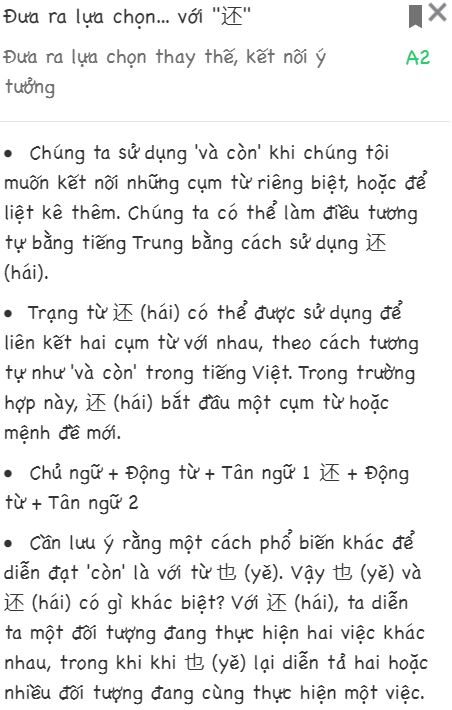 Đưa ra lựa chọn... với "还"
Đưa ra lựa chọn thay thế, kết nối ý
tưởng
A2
• Chúng ta sử dụng 'và còn' khi chúng tôi
muốn kết nối những cụm từ riêng biệt, hoặc để
liệt kê thêm. Chúng ta có thể làm điều tương
tự bằng tiếng Trung bằng cách sử dụng 还
(hái).
• Trạng từ 还 (hái) có thể được sử dụng để
liên kết hai cụm từ với nhau, theo cách tương
tự như 'và còn' trong tiếng Việt. Trong trường
hợp này, 还 (hái) bắt đầu một cụm từ hoặc
mệnh đề mới.
• Chủ ngữ + Động từ + Tân ngữ 1 还 + Động
từ + Tân ngữ 2
• Cần lưu ý rằng một cách phổ biến khác để
diễn đạt 'còn' là với từ 也 (yě). Vậy 也 (yě) và
还 (hái) có gì khác biệt? Với 还 (hái), ta diễn
ta một đối tượng đang thực hiện hai việc khác
nhau, trong khi khi 也 (yě) lại diễn tả hai hoặc
nhiều đối tượng đang cùng thực hiện một việc.